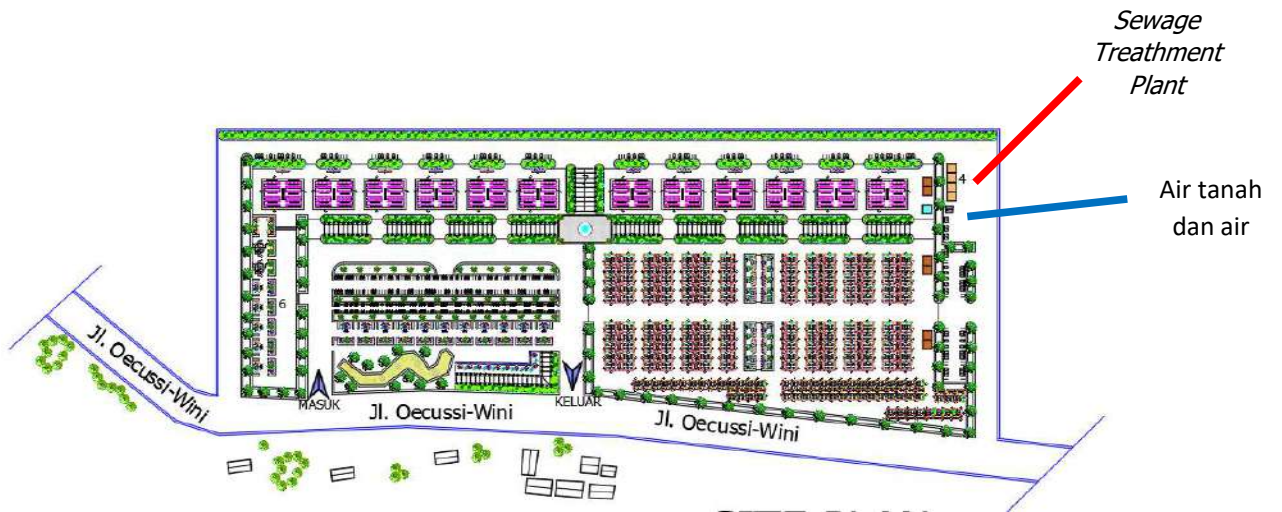 Sewage
Treathment
Plant
4
Air tanah
dan air
6
Jl. Oecussi-Wini
MASUK
Jl. Oecussi-Wini
KELUAR
Jl. Oecussi-Wini